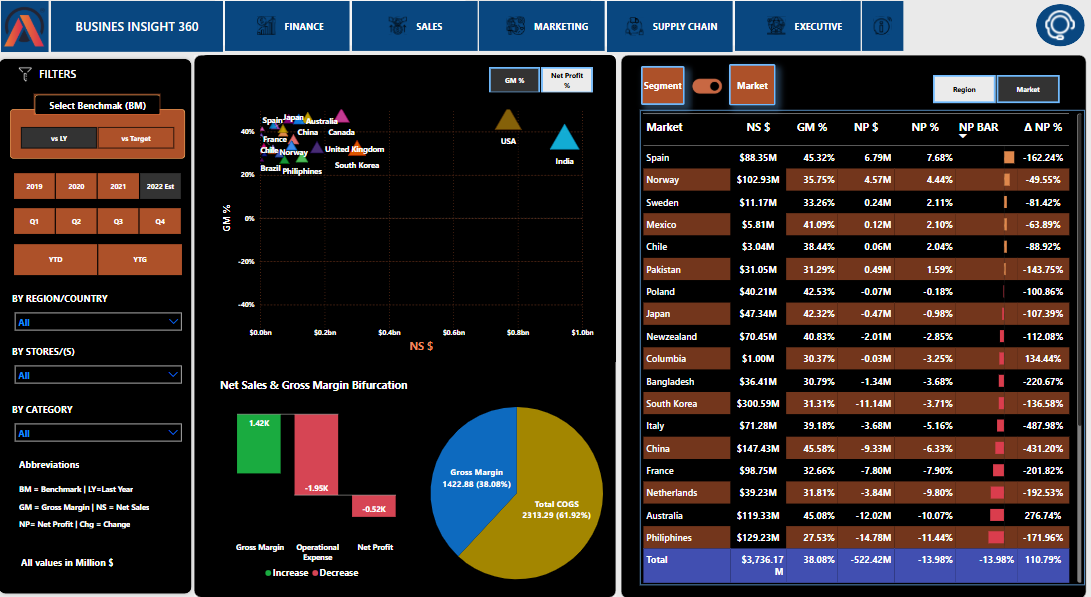 BUSINES INSIGHT 360
FINANCE
SALES
MARKETING
SUPPLY CHAIN
EXECUTIVE
FILTERS
Select Benchmak (BM)
vs LY
vs Target
2019
2020
2021
2022 Est
Q1
Q2
Q3
Q4
YTD
YTG
BY REGION/COUNTRY
All
BY STORES/(S)
All
BY CATEGORY
All
Abbreviations
BM = Benchmark | LY=Last Year
GM = Gross Margin | NS = Net Sales
NP= Net Profit | Chg = Change
All values in Million $
GM %
Net Profit
%
GM %
40%
20%
0%
-20%
-40%
Spain
Japan
Australia
China
Canada
France
Chile
Norway
United Kingdom
South Korea
Brazil
Philiphines
USA
India
$0.0bn
$0.2bn
$0.4bn
$0.6bn
$0.8bn
$1.0bn
NS $
Net Sales & Gross Margin Bifurcation
1.42K
-1.95K
-0.52K
Gross Margin
Operational
Expense
Net Profit
Increase
Decrease
Gross Margin
1422.88 (38.08%)
Total COGS
2313.29 (61.92%)
Segment
Market
Region
Market
Market NS $ GM % NP $ NP % NP BAR Δ NP %
Spain $88.35M 45.32% 6.79M 7.68% -162.24%
Norway $102.93M 35.75% 4.57M 4.44% -49.55%
Sweden $11.17M 33.26% 0.24M 2.11% -81.42%
Mexico $5.81M 41.09% 0.12M 2.10% -63.89%
Chile $3.04M 38.44% 0.06M 2.04% -88.92%
Pakistan $31.05M 31.29% 0.49M 1.59% -143.75%
Poland $40.21M 42.53% -0.07M -0.18% -100.86%
Japan $47.34M 42.32% -0.47M -0.98% -107.39%
Newzealand $70.45M 40.83% -2.01M -2.85% -112.08%
Columbia $1.00M 30.37% -0.03M -3.25% 134.44%
Bangladesh $36.41M 30.79% -1.34M -3.68% -220.67%
South Korea $300.59M 31.31% -11.14M -3.71% -136.58%
Italy $71.28M 39.18% -3.68M -5.16% -487.98%
China $147.43M 45.58% -9.33M -6.33% -431.20%
France $98.75M 32.66% -7.80M -7.90% -201.82%
Netherlands $39.23M 31.81% -3.84M -9.80% -192.53%
Australia $119.33M 45.08% -12.02M -10.07% 276.74%
Philiphines $129.23M 27.53% -14.78M -11.44% -171.96%
Total $3,736.17 38.08% -522.42M -13.98% -13.98% 110.79%
M